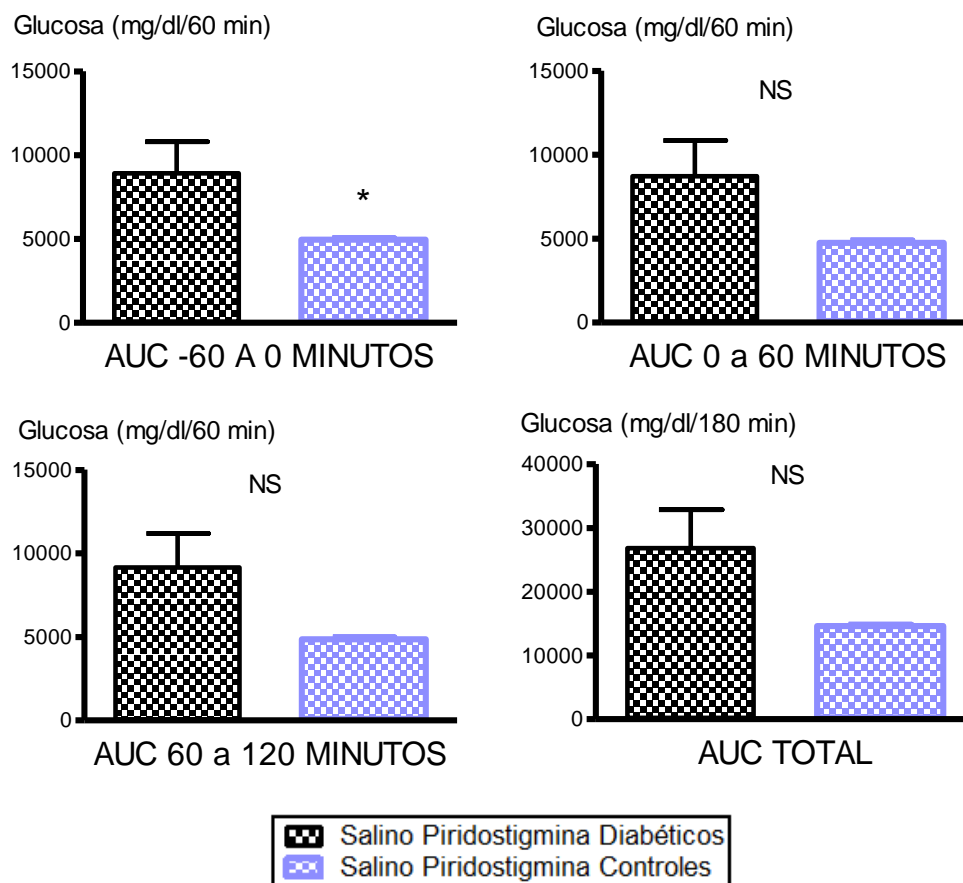 Glucosa (mg/dl/60 min)
15000
10000
5000
0
*
AUC -60 A 0 MINUTOS
Glucosa (mg/dl/60 min)
15000
10000
5000
0
NS
AUC 0 a 60 MINUTOS
Glucosa (mg/dl/60 min)
15000
10000
5000
0
NS
AUC 60 a 120 MINUTOS
Glucosa (mg/dl/180 min)
40000
30000
20000
10000
0
NS
AUC TOTAL
Salino Piridostigmina Diabéticos
Salino Piridostigmina Controles